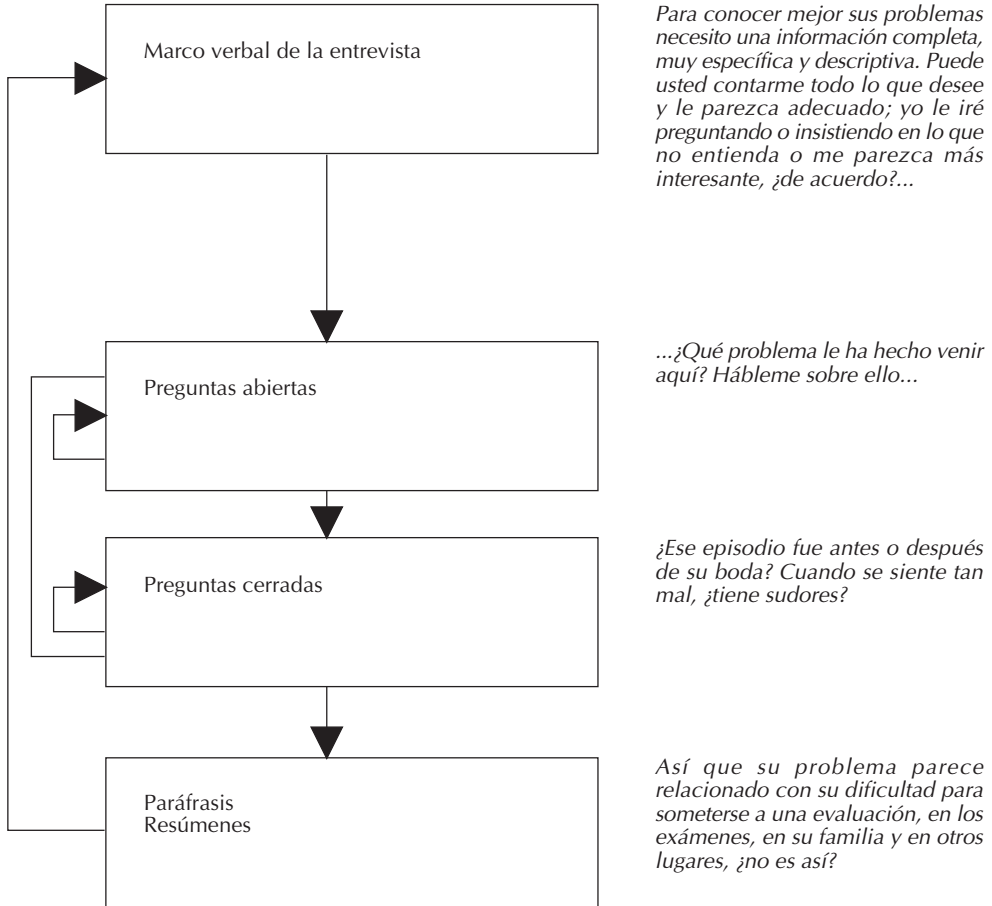 Marco verbal de la entrevista
Para conocer mejor sus problemas
necesito una información completa,
muy específica y descriptiva. Puede
usted contarme todo lo que desee
y le parezca adecuado; yo le iré
preguntando o insistiendo en lo que
no entienda o me parezca más
interesante, ¿de acuerdo?...
Preguntas abiertas
...¿Qué problema le ha hecho venir
aquí? Hábleme sobre ello...
Preguntas cerradas
¿Ese episodio fue antes o después
de su boda? Cuando se siente tan
mal, ¿tiene sudores?
Paráfrasis
Resúmenes
Así que su problema parece
relacionado con su dificultad para
someterse a una evaluación, en los
exámenes, en su familia y en otros
lugares, ¿no es así?